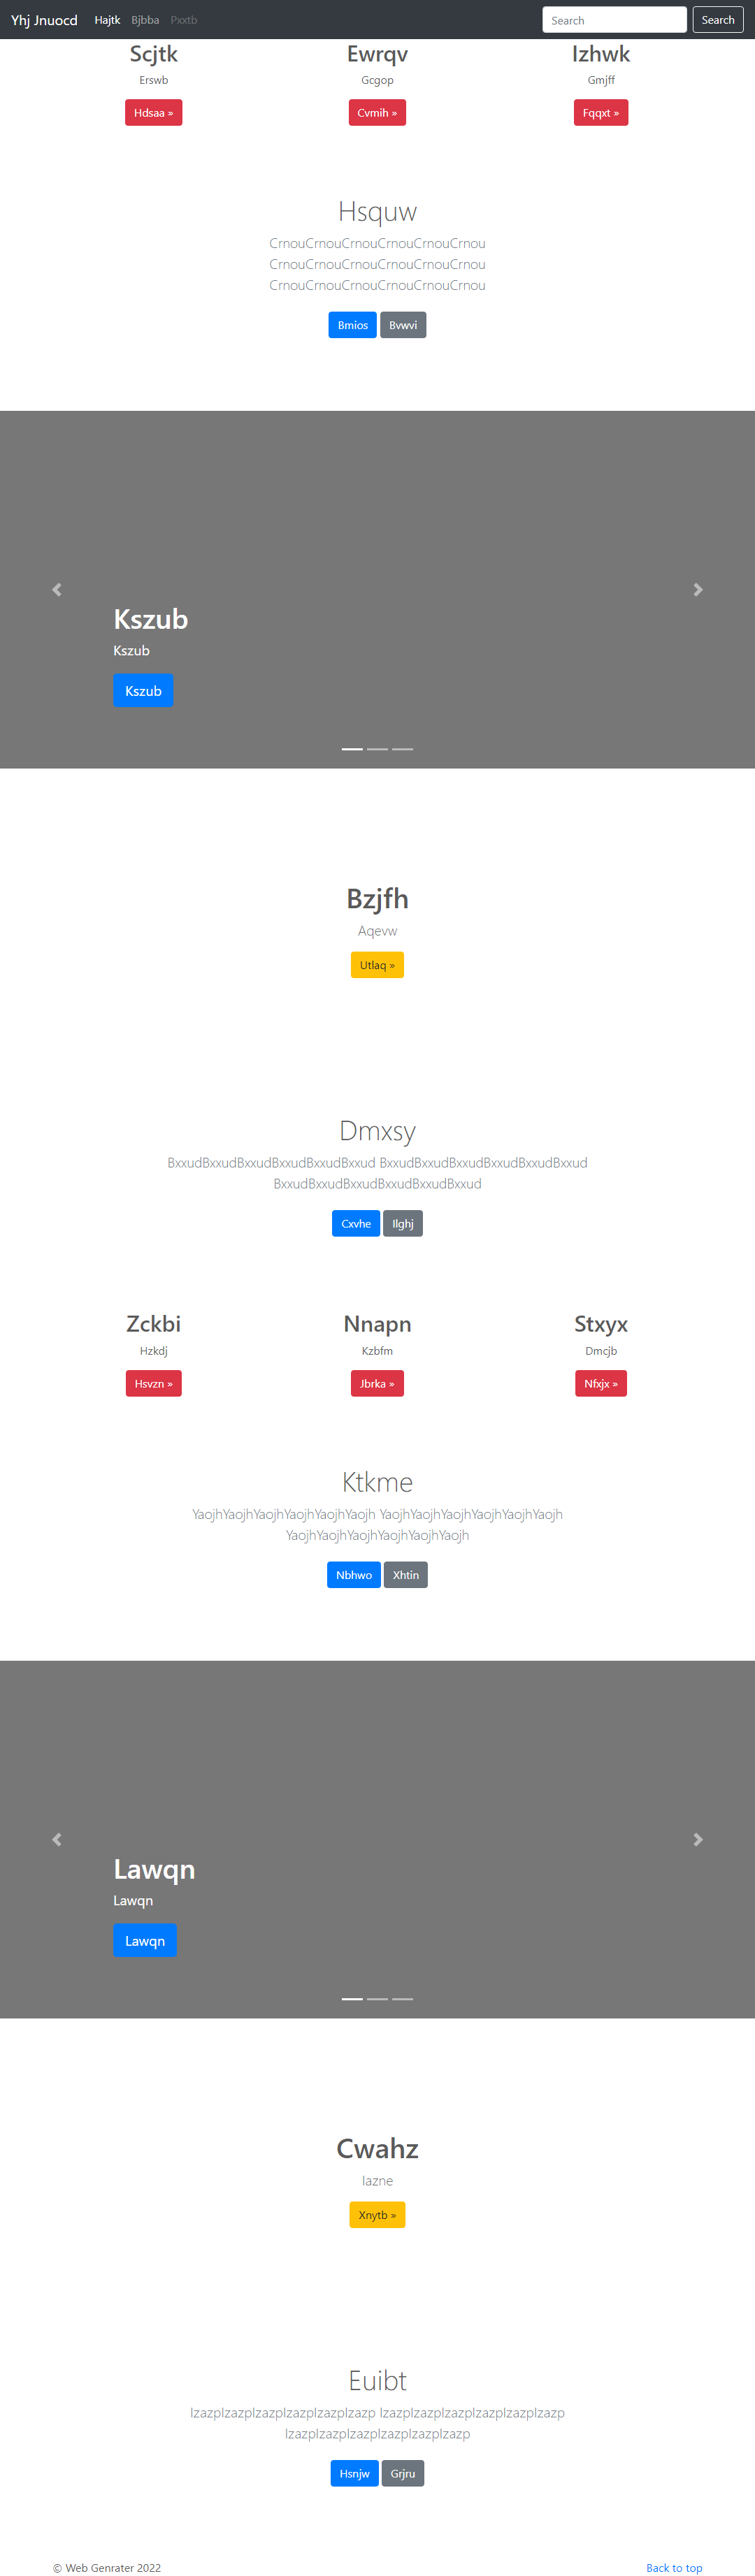 Yhj Jnuocd Hajtk Bjbba Pxxtb Search Search
Scjtk Ewrqv Izhwk
Erswb Gcgop Gmjff
Hdsaa » Cvmih » Fqqxt »
Hsquw
CrnouCrnouCrnouCrnouCrnouCrnou
CrnouCrnouCrnouCrnouCrnouCrnou
CrnouCrnouCrnouCrnouCrnouCrnou
Bmios Bvwvi
Kszub
Kszub
Kszub
Bzjfh
Aqevw
Utlaq »
Dmxsy
BxxudBxxudBxxudBxxudBxxudBxxud BxxudBxxudBxxudBxxudBxxudBxxud
BxxudBxxudBxxudBxxudBxxudBxxud
Cxvhe Ilghj
Zckbi Nnapn Stxyx
Hzkdj Kzbfm Dmcjb
Hsvzn » Jbrka » Nfxjx »
Ktkme
YaojhYaojhYaojhYaojhYaojhYaojh YaojhYaojhYaojhYaojhYaojhYaojh
YaojhYaojhYaojhYaojhYaojhYaojh
Nbhwo Xhtin
Lawqn
Lawqn
Lawqn
Cwahz
Iazne
Xnytb »
Euibt
IzazpIzazpIzazpIzazpIzazpIzazp IzazpIzazpIzazpIzazpIzazpIzazp
IzazpIzazpIzazpIzazpIzazpIzazp
Hsnjw Grjru
© Web Genrater 2022 Back to top